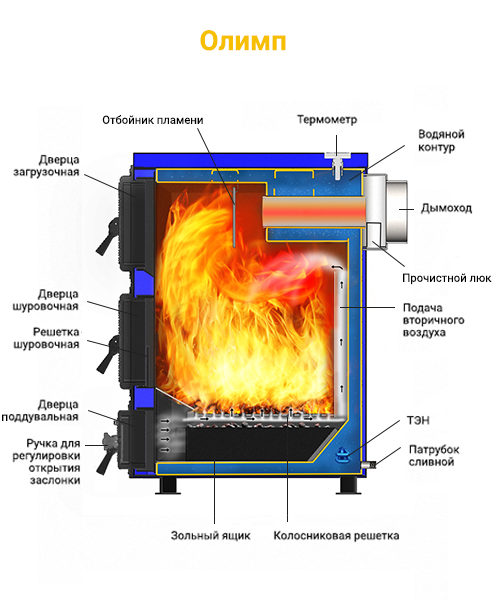 Олимп
Отбойник пламени
Термометр
Водяной
контур
Дверца
загрузочная
Дымоход
Прочистной люк
Дверца
шуровочная
Подача
вторичного
воздуха
Решетка
шуровочная
Дверца
поддувальная
ТЭН
Ручка для
регулировки
открытия
заслонки
Патрубок
сливной
Зольный ящик
Колосниковая решетка